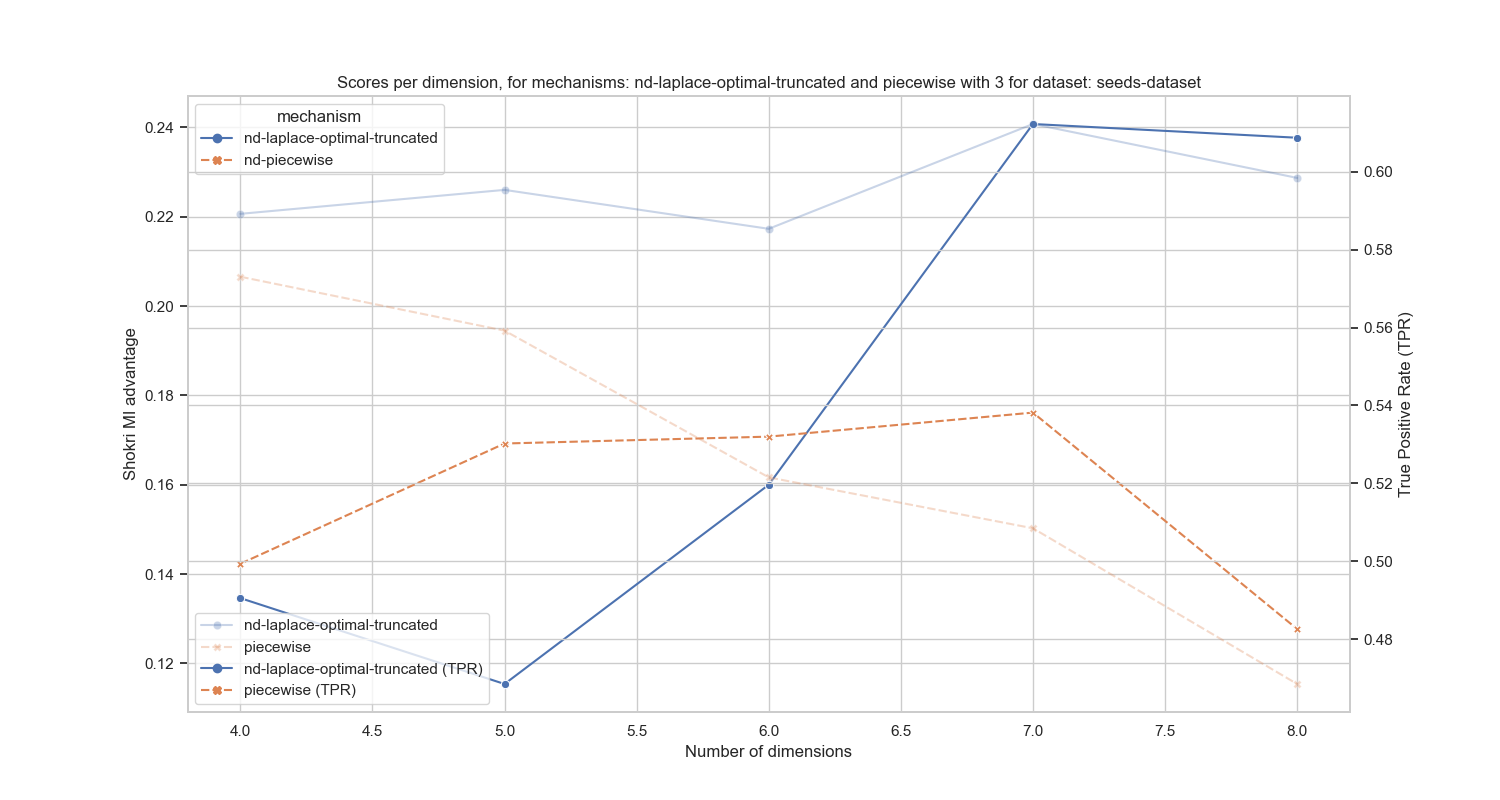 Scores per dimension, for mechanisms: nd-laplace-optimal-truncated and piecewise with 3 for dataset: seeds-dataset
mechanism
nd-laplace-optimal-truncated
nd-piecewise
0.24
0.22
0.20
0.18
0.16
0.14
0.12
Shokri MI advantage
0.60
0.58
0.56
0.54
0.52
0.50
0.48
True Positive Rate (TPR)
nd-laplace-optimal-truncated
piecewise
nd-laplace-optimal-truncated (TPR)
piecewise (TPR)
4.0 4.5 5.0 5.5 6.0 6.5 7.0 7.5 8.0
Number of dimensions